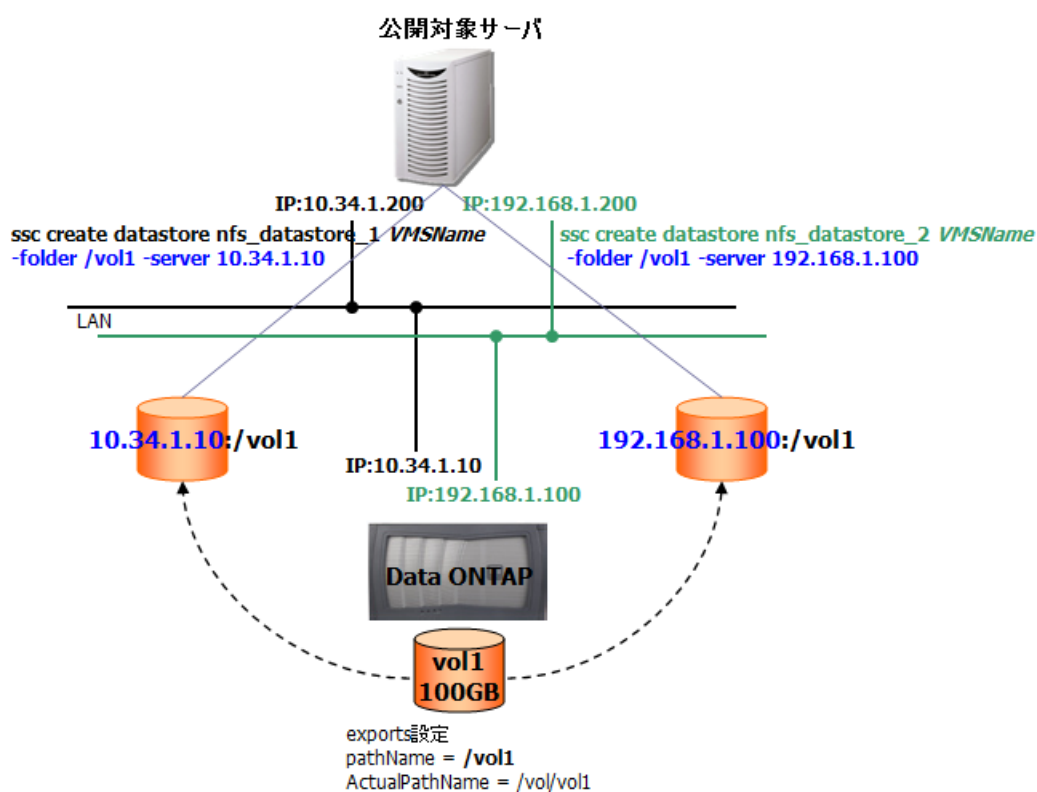 公開対象サーバ
IP:10.34.1.200
IP:192.168.1.200
ssc create datastore nfs_datastore_1 VMSName
-folder /vol1 -server 10.34.1.10
ssc create datastore nfs_datastore_2 VMSName
-folder /vol1 -server 192.168.1.100
LAN
10.34.1.10:/vol1
192.168.1.100:/vol1
IP:10.34.1.10
IP:192.168.1.100
Data ONTAP
vol1
100GB
exports設定
pathName = /vol1
ActualPathName = /vol/vol1